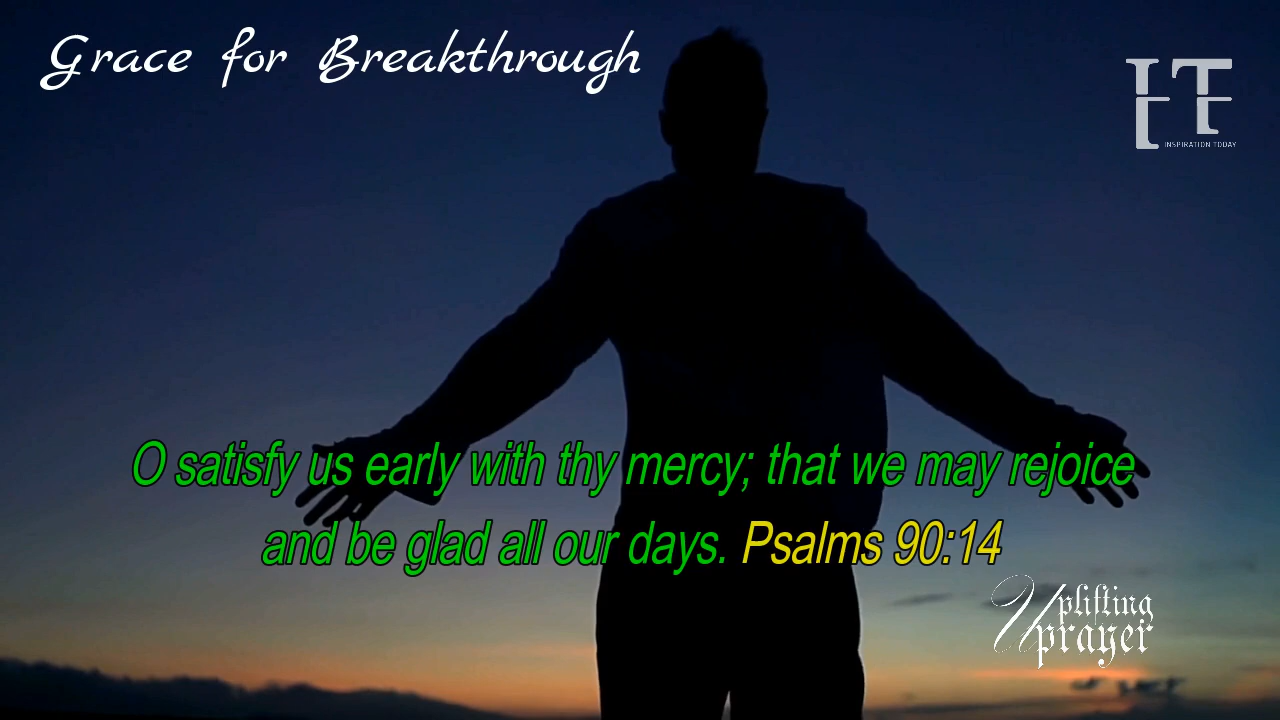 Grace for Breakthrough
INSPIRATION TODAY
O satisfy us early with thy mercy; that we may rejoice
and be glad all our days. Psalms 90:14
Uplifting
prayer